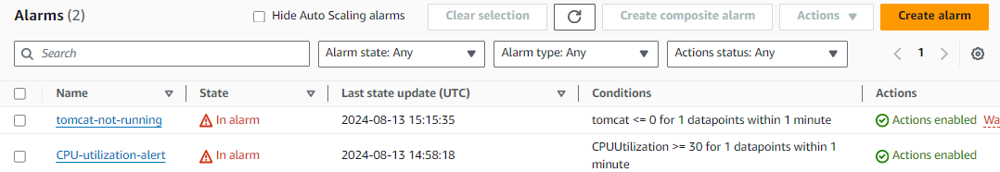 Alarms (2)
Hide Auto Scaling alarms
Clear selection
Create composite alarm
Actions
Create alarm
Search
Alarm state: Any
Alarm type: Any
Actions status: Any
1
Name
State
Last state update (UTC)
Conditions
Actions
tomcat-not-running
In alarm
2024-08-13 15:15:35
tomcat <= 0 for 1 datapoints within 1 minute
Actions enabled
Wa
CPU-utilization-alert
In alarm
2024-08-13 14:58:18
CPUUtilization >= 30 for 1 datapoints within 1
minute
Actions enabled